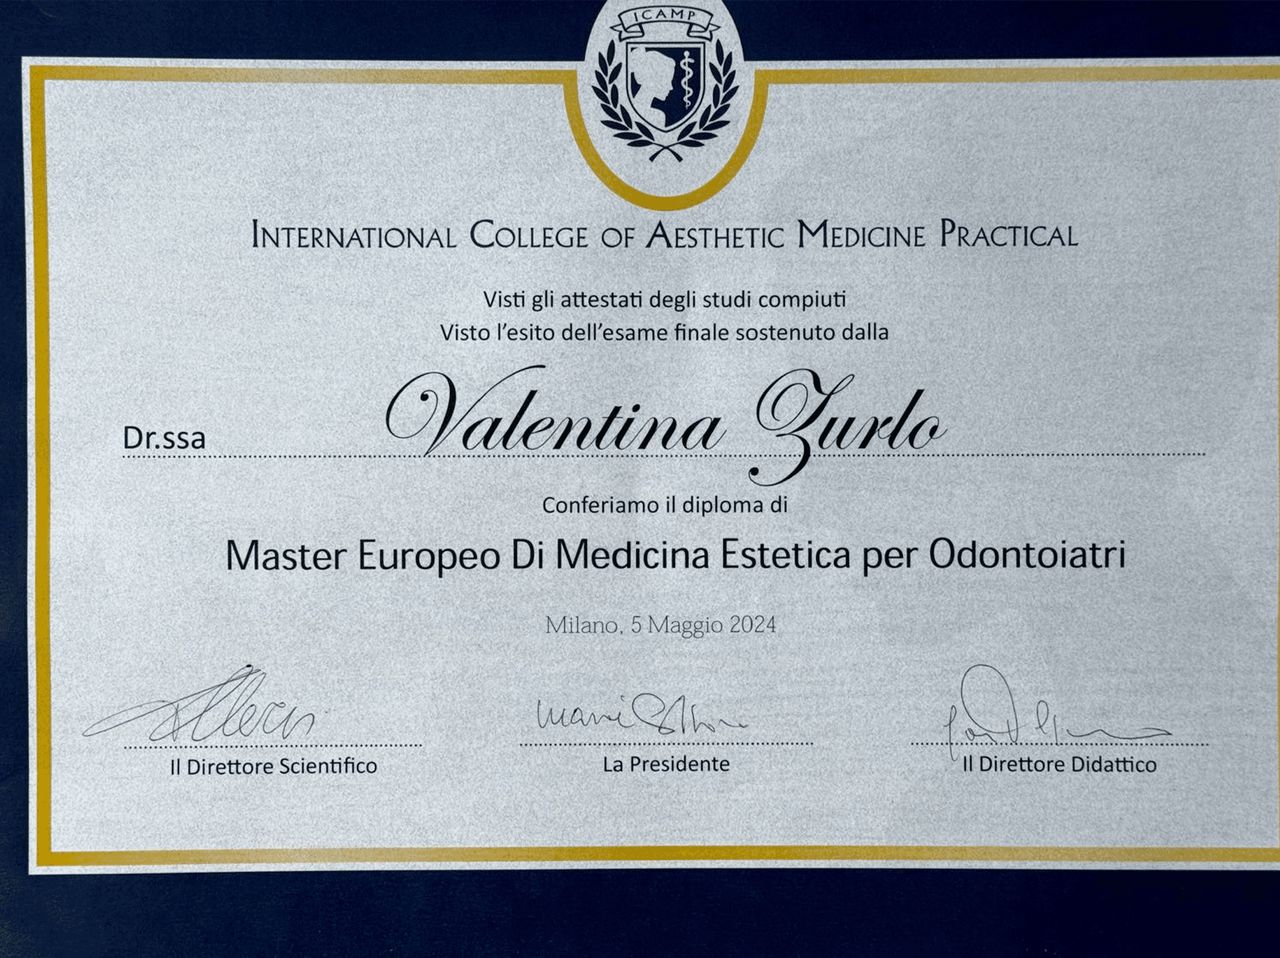 ICAMP
INTERNATIONAL COLLEGE OF AESTHETIC MEDICINE PRACTICAL
Visti gli attestati degli studi compiuti
Visto l'esito dell'esame finale sostenuto dalla
Dr.ssa Valentina Zurlo
Conferiamo il diploma di
Master Europeo Di Medicina Estetica per Odontoiatri
Milano, 5 Maggio 2024
Il Direttore Scientifico
La Presidente
Il Direttore Didattico